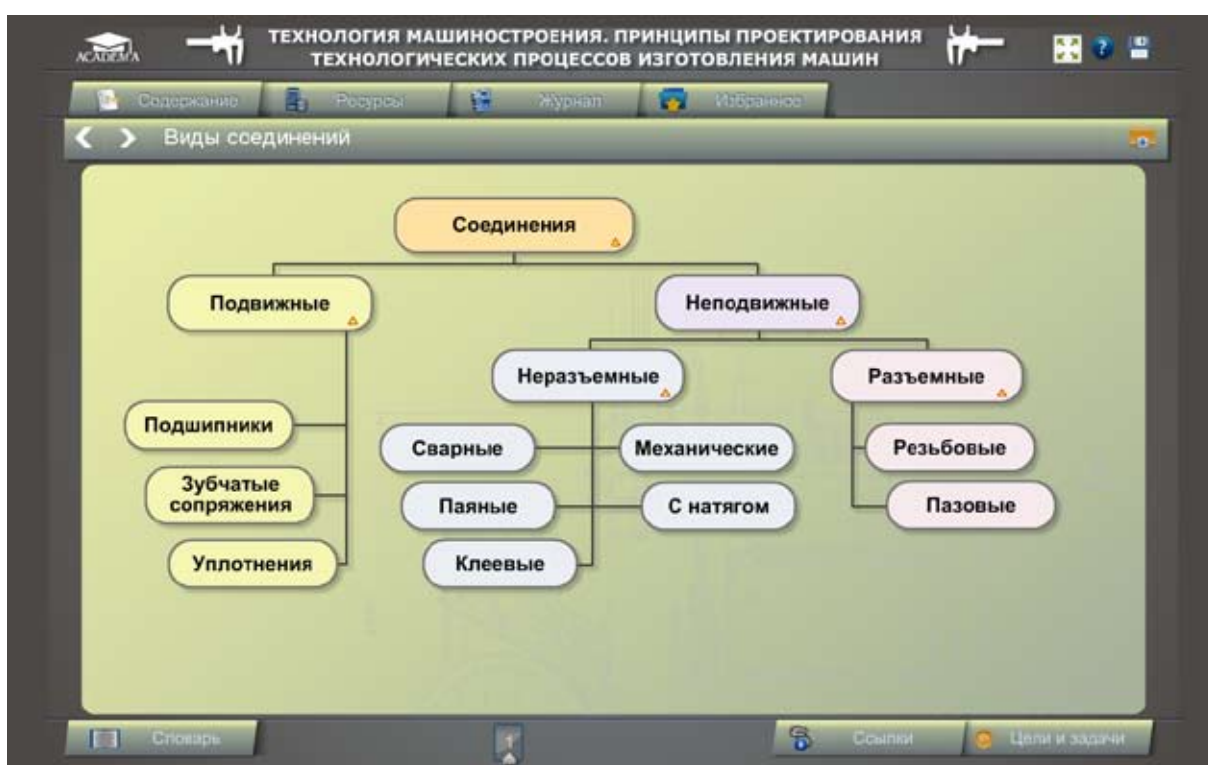 ТЕХНОЛОГИЯ МАШИНОСТРОЕНИЯ. ПРИНЦИПЫ ПРОЕКТИРОВАНИЯ
ТЕХНОЛОГИЧЕСКИХ ПРОЦЕССОВ ИЗГОТОВЛЕНИЯ МАШИН
ACADEMA
Содержание
Ресурсы
Журнал
Избранное
Виды соединений
Соединения
Подвижные
Неподвижные
Неразъемные
Разъемные
Подшипники
Зубчатые
сопряжения
Уплотнения
Сварные
Механические
Паяные
С натягом
Клеевые
Резьбовые
Пазовые
Словарь
Ссылки
Цели и задачи